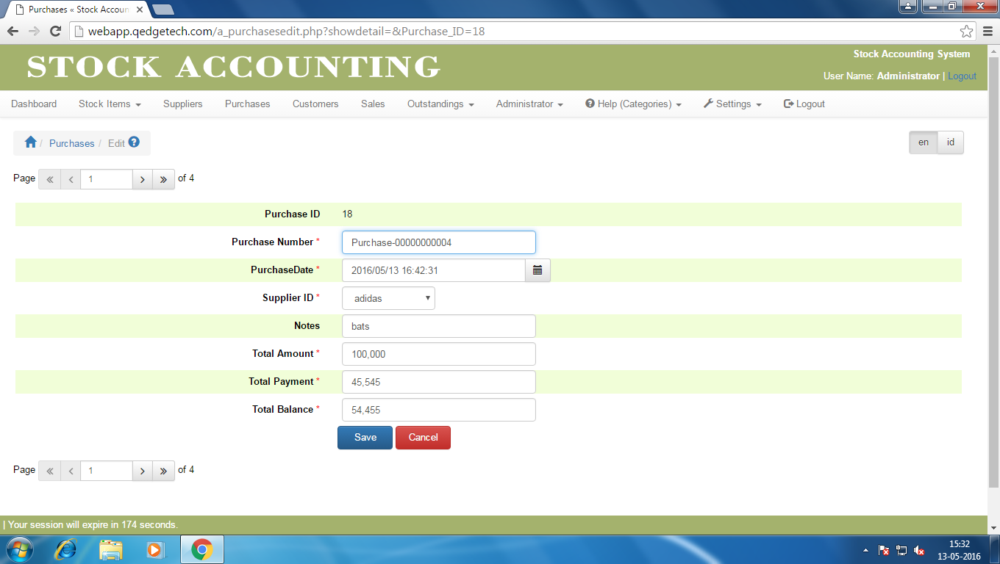 Purchases « Stock Accoun
webapp.qedgetech.com/a_purchasesedit.php?showdetail=&Purchase_ID=18
STOCK ACCOUNTING
Stock Accounting System
User Name: Administrator | Logout
Dashboard Stock Items Suppliers Purchases Customers Sales Outstandings Administrator Help (Categories) Settings Logout
/ Purchases / Edit
en id
Page « ‹ 1 › » of 4
Purchase ID 18
Purchase Number * Purchase-00000000004
PurchaseDate * 2016/05/13 16:42:31
Supplier ID * adidas
Notes bats
Total Amount * 100,000
Total Payment * 45,545
Total Balance * 54,455
Save Cancel
Page « ‹ 1 › » of 4
| Your session will expire in 174 seconds.
15:32
13-05-2016